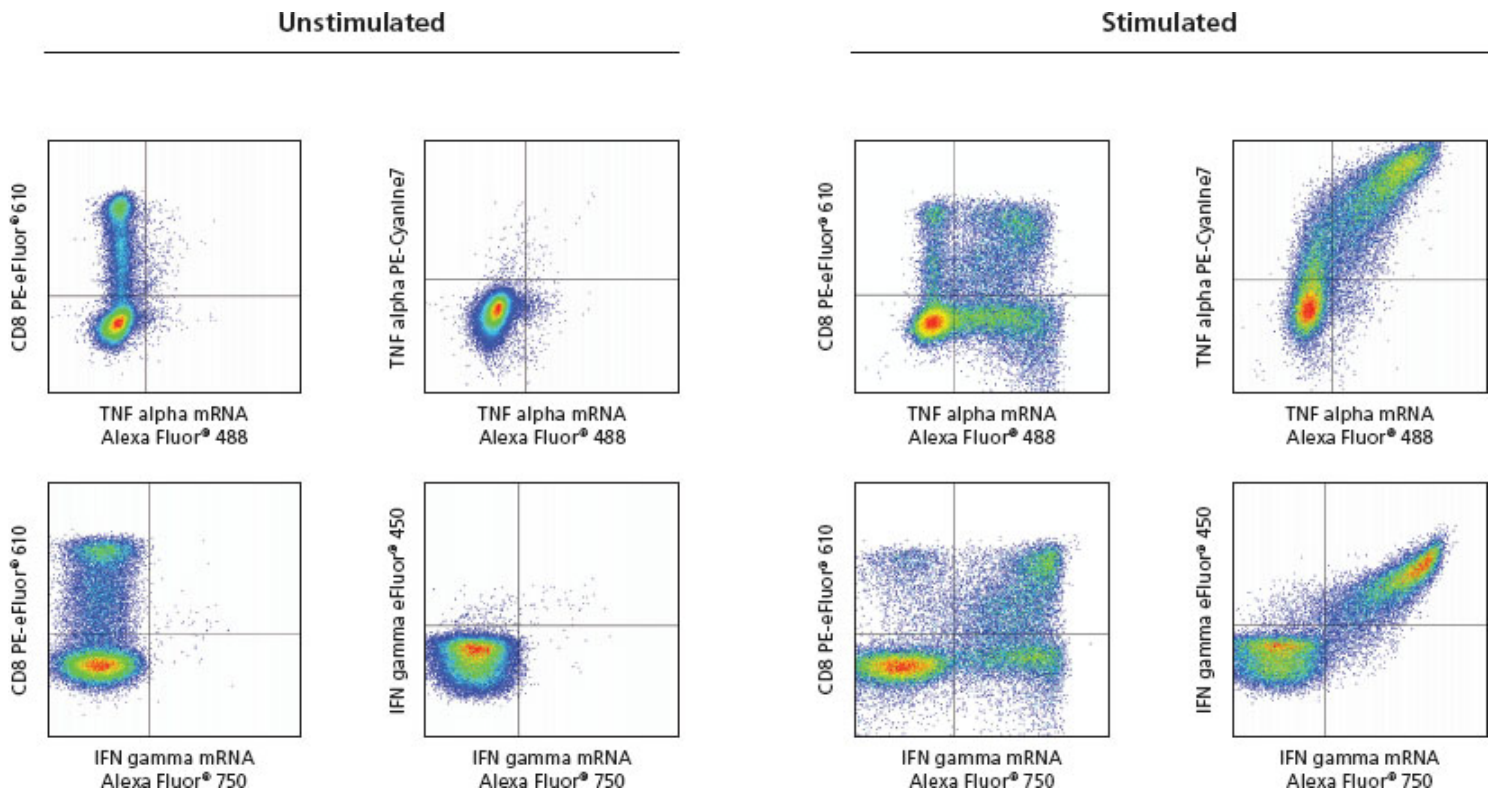 Unstimulated
Stimulated
CD8 PE-eFluor® 610
TNF alpha mRNA
Alexa Fluor® 488
TNF alpha PE-Cyanine7
TNF alpha mRNA
Alexa Fluor® 488
CD8 PE-eFluor® 610
TNF alpha mRNA
Alexa Fluor® 488
TNF alpha PE-Cyanine7
TNF alpha mRNA
Alexa Fluor® 488
CD8 PE-eFluor® 610
IFN gamma mRNA
Alexa Fluor® 750
IFN gamma eFluor® 450
IFN gamma mRNA
Alexa Fluor® 750
CD8 PE-eFluor® 610
IFN gamma mRNA
Alexa Fluor® 750
IFN gamma eFluor® 450
IFN gamma mRNA
Alexa Fluor® 750